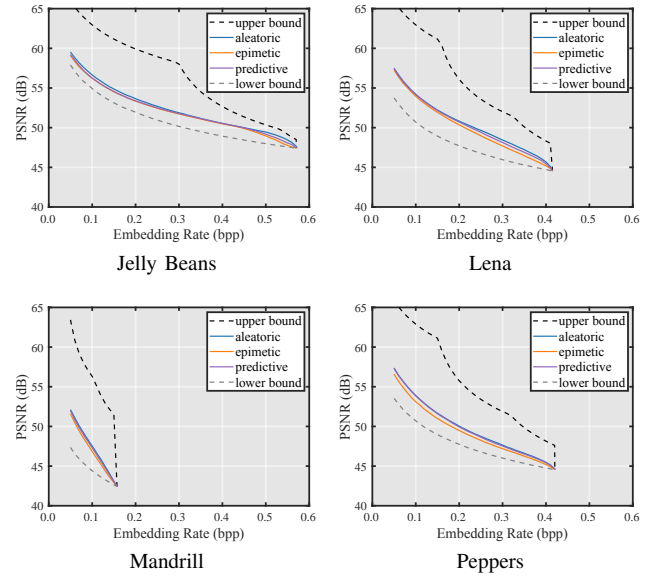 65
60
55
50
45
40
PSNR (dB)
0.0 0.1 0.2 0.3 0.4 0.5 0.6
Embedding Rate (bpp)
upper bound
aleatoric
epimetic
predictive
lower bound
Jelly Beans
65
60
55
50
45
40
PSNR (dB)
0.0 0.1 0.2 0.3 0.4 0.5 0.6
Embedding Rate (bpp)
upper bound
aleatoric
epimetic
predictive
lower bound
Lena
65
60
55
50
45
40
PSNR (dB)
0.0 0.1 0.2 0.3 0.4 0.5 0.6
Embedding Rate (bpp)
upper bound
aleatoric
epimetic
predictive
lower bound
Mandrill
65
60
55
50
45
40
PSNR (dB)
0.0 0.1 0.2 0.3 0.4 0.5 0.6
Embedding Rate (bpp)
upper bound
aleatoric
epimetic
predictive
lower bound
Peppers